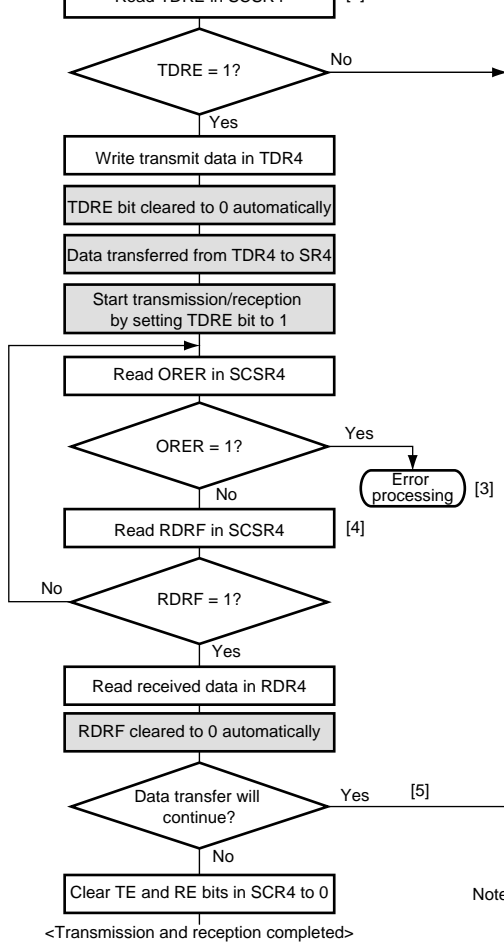 TDRE = 1?
No
Yes
Write transmit data in TDR4
TDRE bit cleared to 0 automatically
Data transferred from TDR4 to SR4
Start transmission/reception
by setting TDRE bit to 1
Read ORER in SCSR4
ORER = 1?
Yes
Error
processing
[3]
No
Read RDRF in SCSR4
[4]
No
RDRF = 1?
Yes
Read received data in RDR4
RDRF cleared to 0 automatically
Data transfer will
continue?
Yes
[5]
No
Clear TE and RE bits in SCR4 to 0
Note
<Transmission and reception completed>